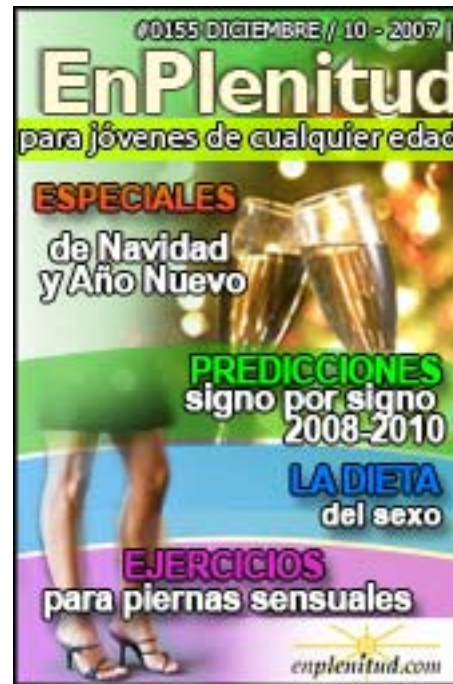 #0155 DICIEMBRE / 10 - 2007 |
EnPlenitud
para jóvenes de cualquier edad
ESPECIALES
de Navidad
y Año Nuevo
PREDICCIONES
signo por signo
2008-2010
LA DIETA
del sexo
EJERCICIOS
para piernas sensuales
enplenitud.com